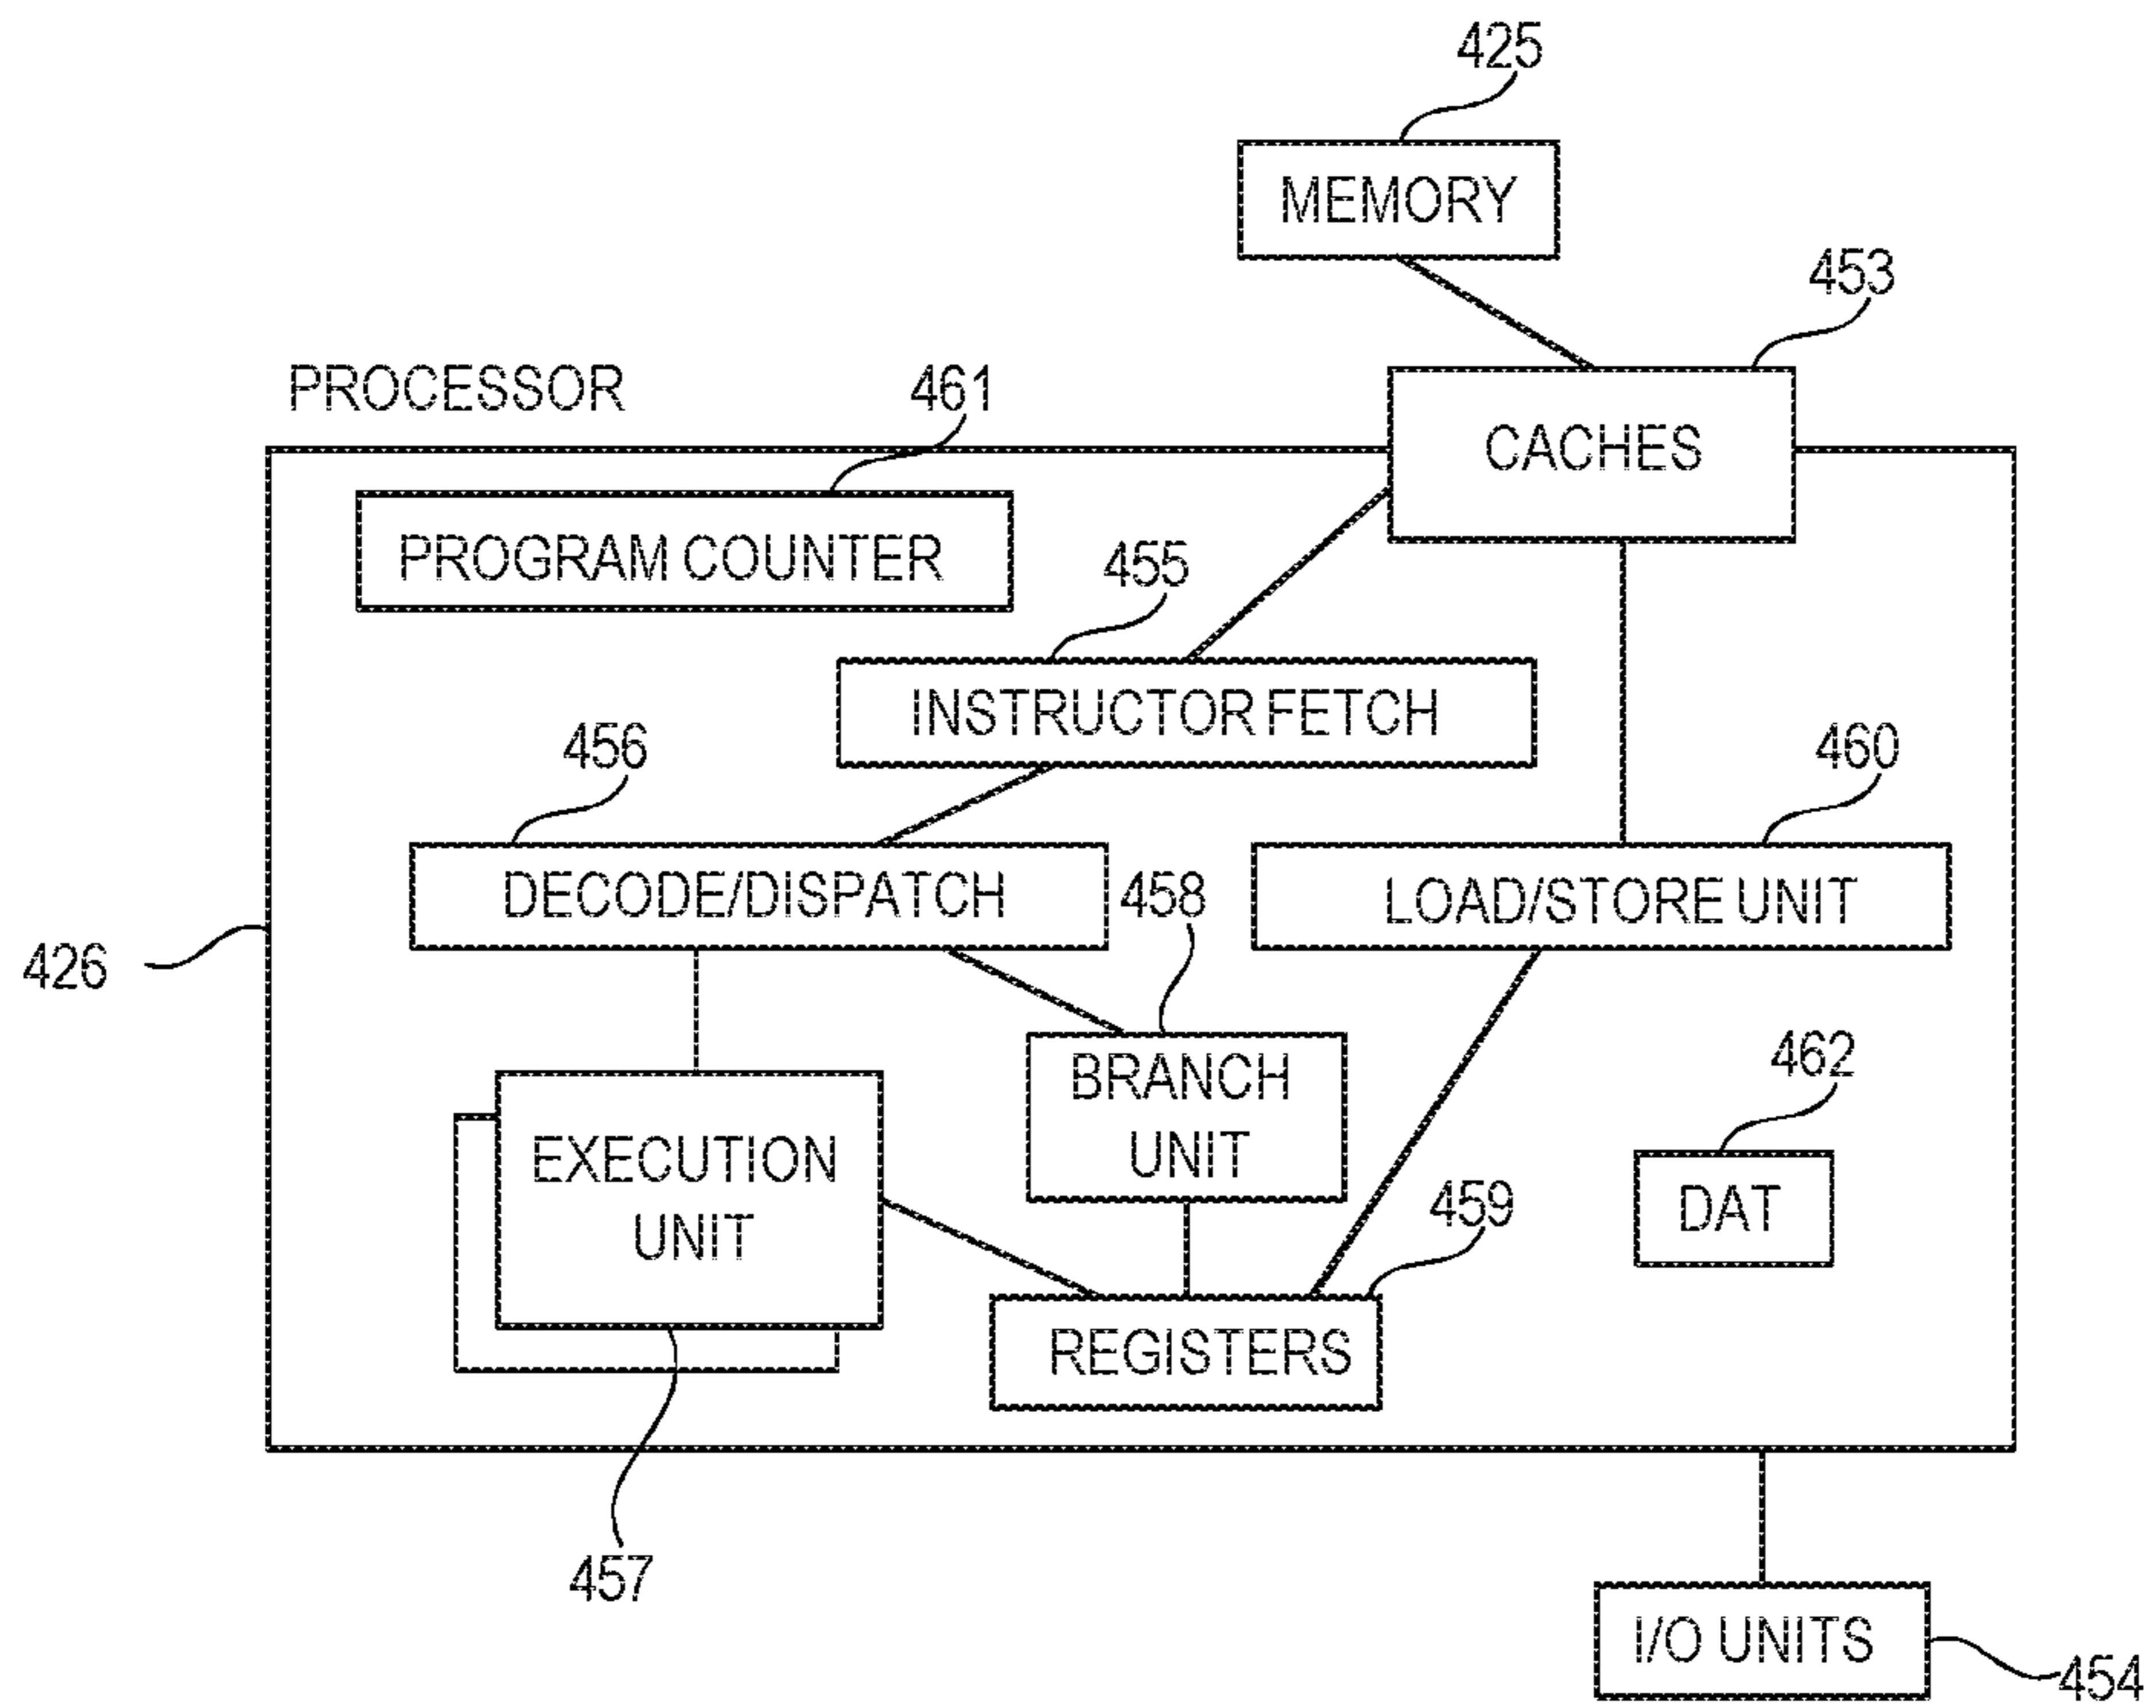 425
MEMORY
453
PROCESSOR
461
CACHES
PROGRAM COUNTER
455
INSTRUCTOR FETCH
456
460
DECODE/DISPATCH
458
LOAD/STORE UNIT
426
BRANCH
UNIT
462
EXECUTION
UNIT
459
DAT
REGISTERS
457
I/O UNITS
454